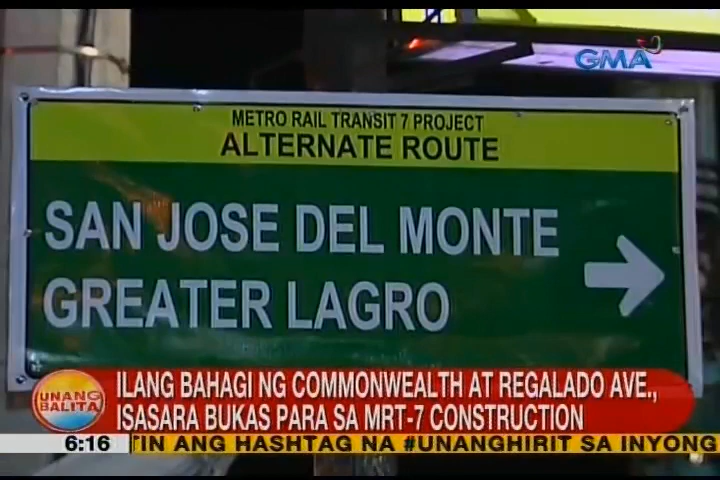 GMA
METRO RAIL TRANSIT 7 PROJECT
ALTERNATE ROUTE
SAN JOSE DEL MONTE
GREATER LAGRO
UNANG
BALITA
ILANG BAHAGI NG COMMONWEALTH AT REGALADO AVE.,
ISASARA BUKAS PARA SA MRT-7 CONSTRUCTION
6:16
TIN ANG HASHTAG NA #UNANGHIRIT SA INYONG